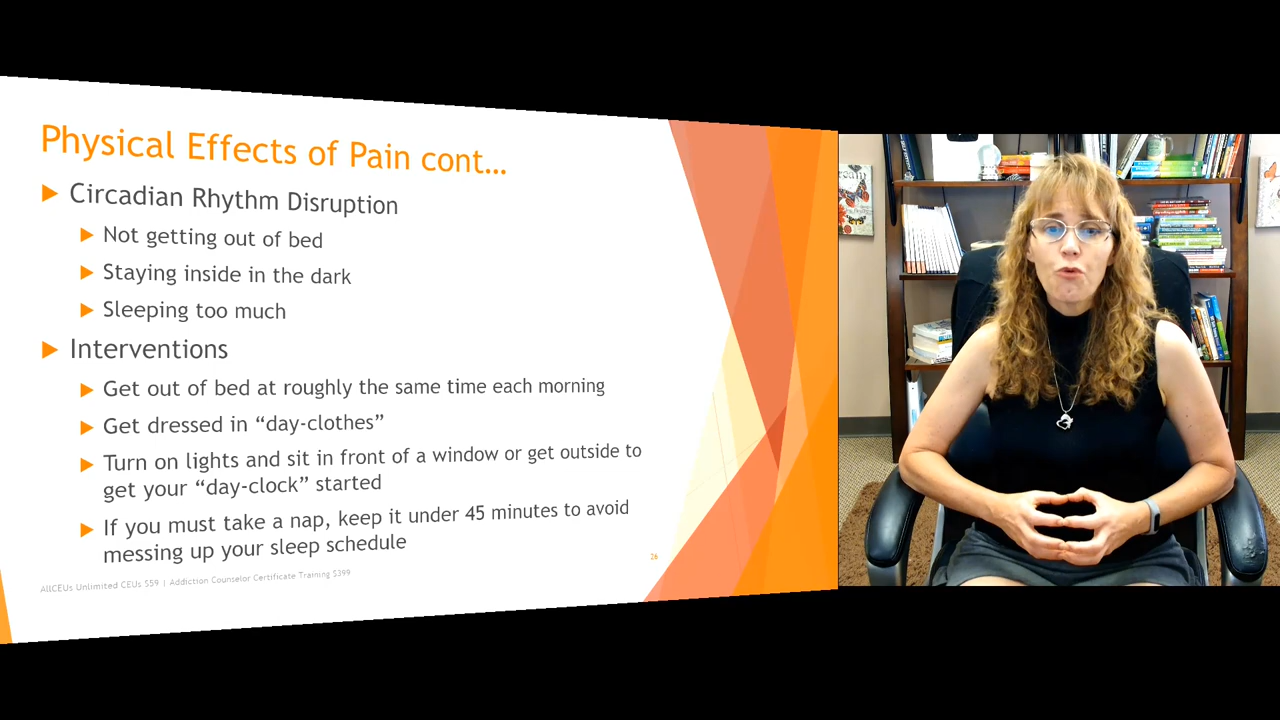 Physical Effects of Pain cont…
Circadian Rhythm Disruption
Not getting out of bed
Staying inside in the dark
Sleeping too much
Interventions
Get out of bed at roughly the same time each morning
Get dressed in “day-clothes”
Turn on lights and sit in front of a window or get outside to
get your “day-clock” started
If you must take a nap, keep it under 45 minutes to avoid
messing up your sleep schedule
26
AllCEUs Unlimited CEUs $59 | Addiction Counselor Certificate Training $399